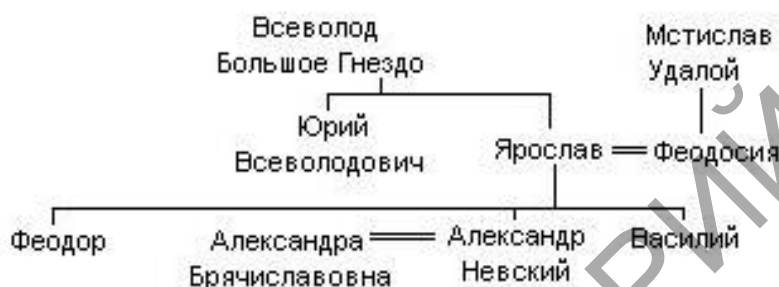 Всеволод
Большое Гнездо
Мстислав
Удалой
Юрий
Всеволодович
Ярослав
Феодосия
Феодор
Александра
Брячиславовна
Александр
Невский
Василий